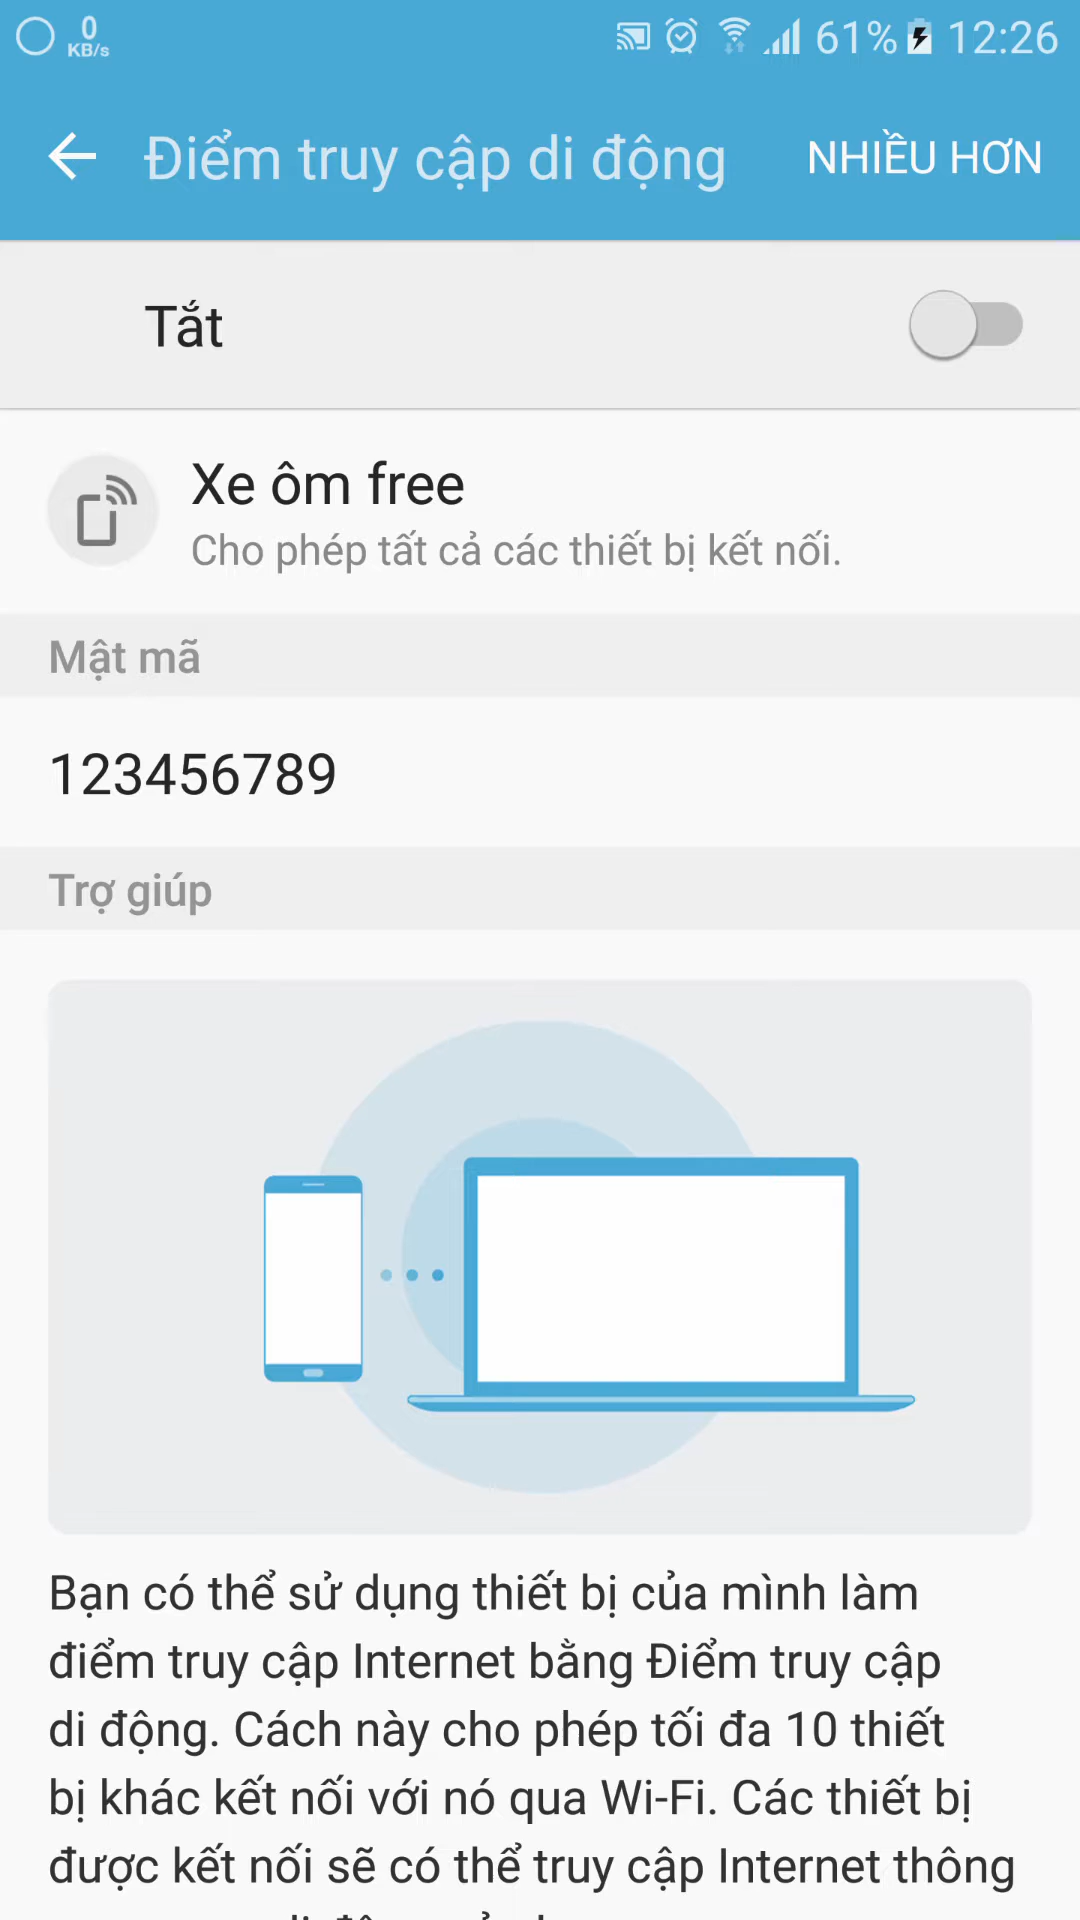 0
KB/s
61% 12:26
Điểm truy cập di động
NHIỀU HƠN
Tắt
Xe ôm free
Cho phép tất cả các thiết bị kết nối.
Mật mã
123456789
Trợ giúp
Bạn có thể sử dụng thiết bị của mình làm
điểm truy cập Internet bằng Điểm truy cập
di động. Cách này cho phép tối đa 10 thiết
bị khác kết nối với nó qua Wi-Fi. Các thiết bị
được kết nối sẽ có thể truy cập Internet thông